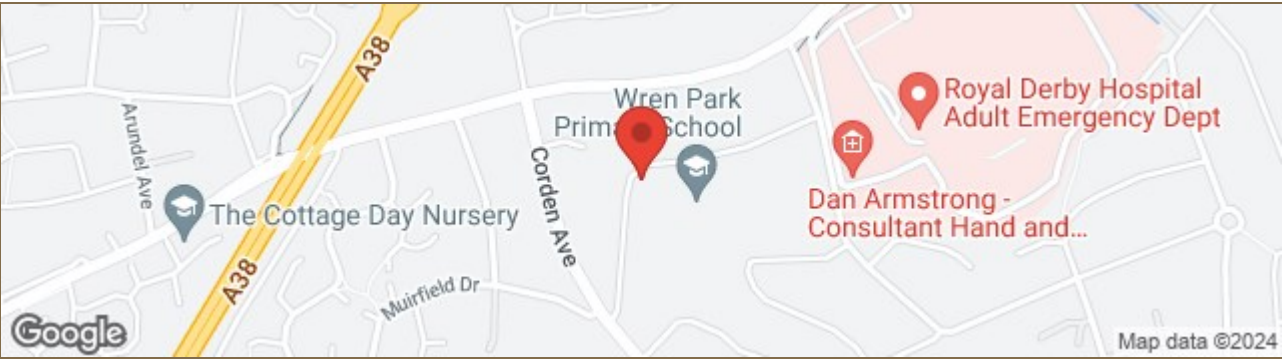 A38
Wren Park
Primary School
Royal Derby Hospital
Adult Emergency Dept
Arundel Ave
Corden Ave
The Cottage Day Nursery
Dan Armstrong -
Consultant Hand and...
A38
Muirfield Dr
Google
Map data ©2024